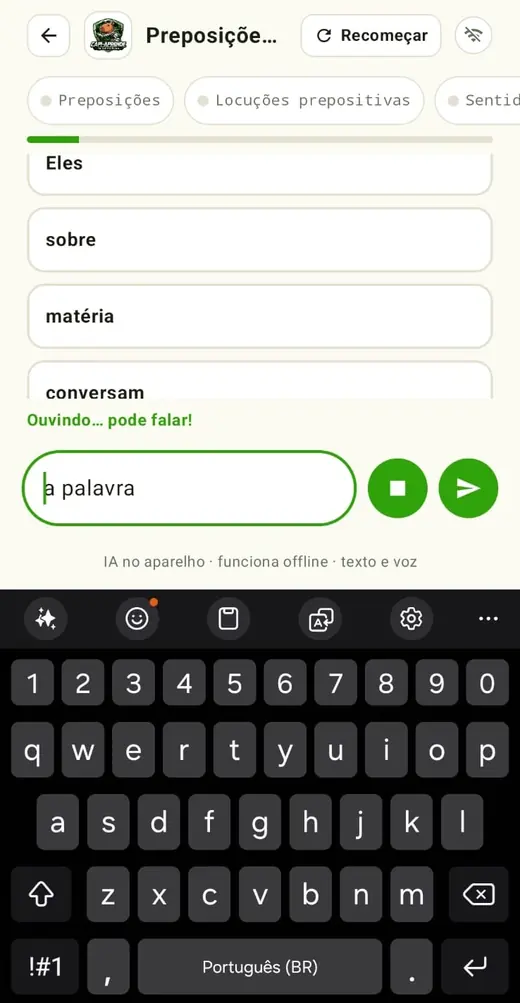 Preposiçõe...
Recomeçar
Preposições
Locuções prepositivas
Sentid
Eles
sobre
matéria
conversam
Ouvindo... pode falar!
a palavra
IA no aparelho · funciona offline · texto e voz
1 2 3 4 5 6 7 8 9 0
q w e r t y u i o p
a s d f g h j k l
z x c v b n m
!#1 , Português (BR) .